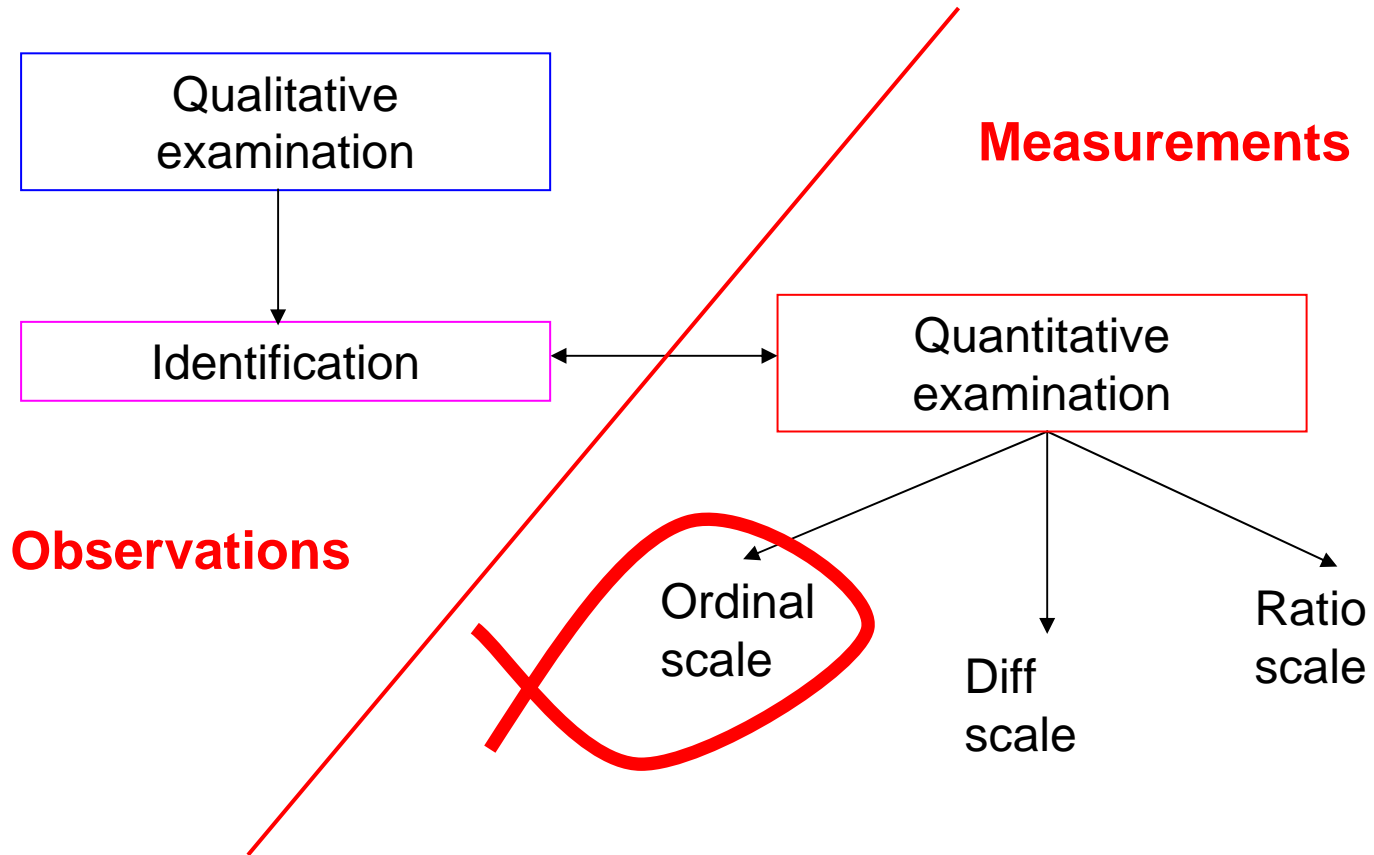 Qualitative
examination
Measurements
Identification
Quantitative
examination
Observations
Ordinal
scale
Diff
scale
Ratio
scale